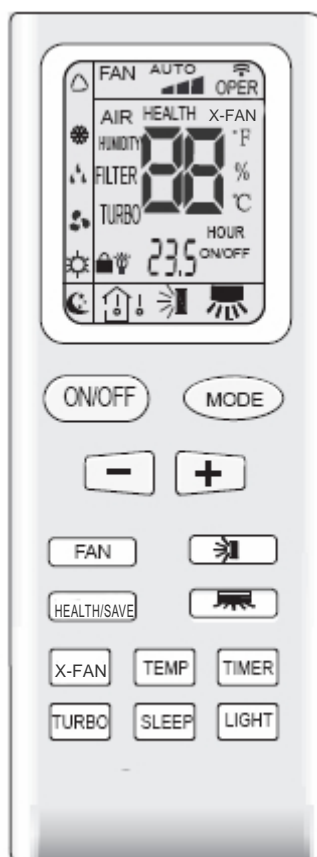 FAN AUTO OPER
AIR HEALTH X-FAN
HUMIDITY 88 °F
FILTER %
TURBO °C
HOUR
23.5 ON/OFF
ON/OFF MODE
- +
FAN
HEALTH/SAVE
X-FAN TEMP TIMER
TURBO SLEEP LIGHT